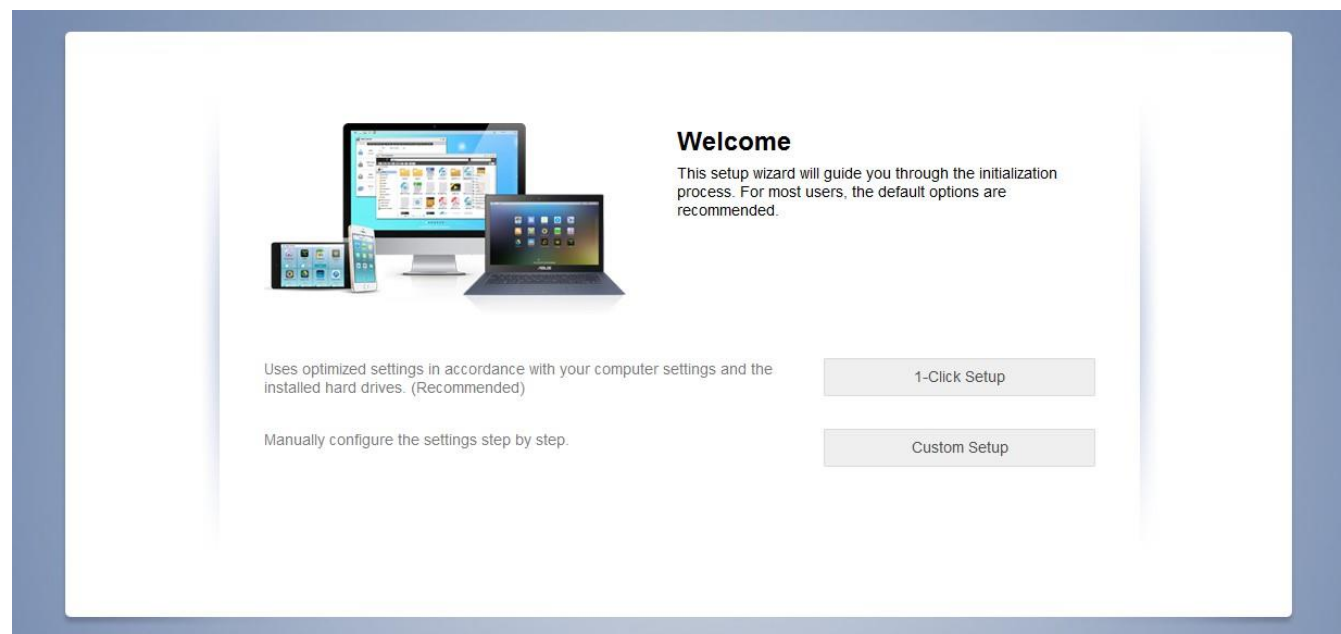 Welcome
This setup wizard will guide you through the initialization
process. For most users, the default options are
recommended.
Uses optimized settings in accordance with your computer settings and the
installed hard drives. (Recommended)
1-Click Setup
Manually configure the settings step by step.
Custom Setup